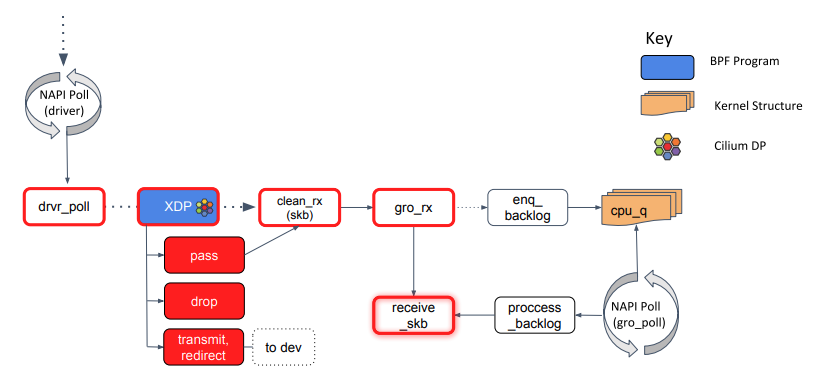 Key
BPF Program
NAPI Poll
(driver)
Kernel Structure
Cilium DP
drvr_poll
XDP
clean_rx
(skb)
gro_rx
enq_
backlog
cpu_q
pass
drop
transmit,
redirect
to dev
receive
_skb
proccess
_backlog
NAPI Poll
(gro_poll)